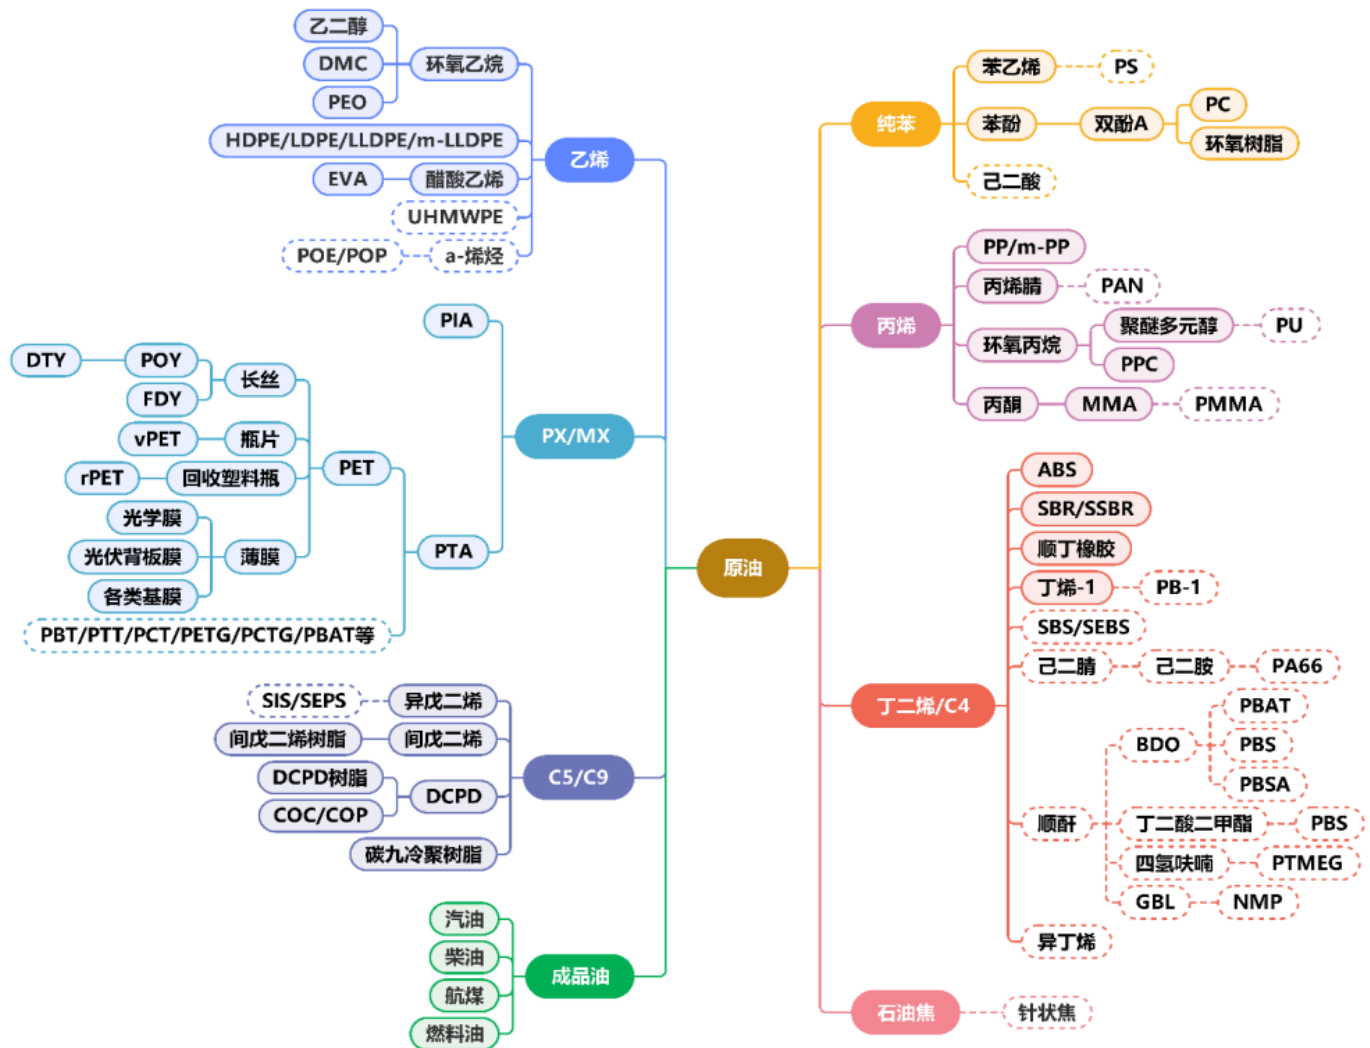 原油
乙烯
环氧乙烷
乙二醇
DMC
PEO
HDPE/LDPE/LLDPE/m-LLDPE
醋酸乙烯
EVA
UHMWPE
a-烯烃
POE/POP
PX/MX
PIA
PTA
PET
长丝
POY
DTY
FDY
瓶片
vPET
回收塑料瓶
rPET
薄膜
光学膜
光伏背板膜
各类基膜
PBT/PTT/PCT/PETG/PCTG/PBAT等
C5/C9
异戊二烯
SIS/SEPS
间戊二烯
间戊二烯树脂
DCPD
DCPD树脂
COC/COP
碳九冷聚树脂
成品油
汽油
柴油
航煤
燃料油
纯苯
苯乙烯
PS
苯酚
双酚A
PC
环氧树脂
己二酸
丙烯
PP/m-PP
丙烯腈
PAN
环氧丙烷
聚醚多元醇
PU
PPC
丙酮
MMA
PMMA
丁二烯/C4
ABS
SBR/SSBR
顺丁橡胶
丁烯-1
PB-1
SBS/SEBS
己二腈
己二胺
PA66
顺酐
BDO
PBAT
PBS
PBSA
丁二酸二甲酯
PBS
四氢呋喃
PTMEG
GBL
NMP
异丁烯
石油焦
针状焦